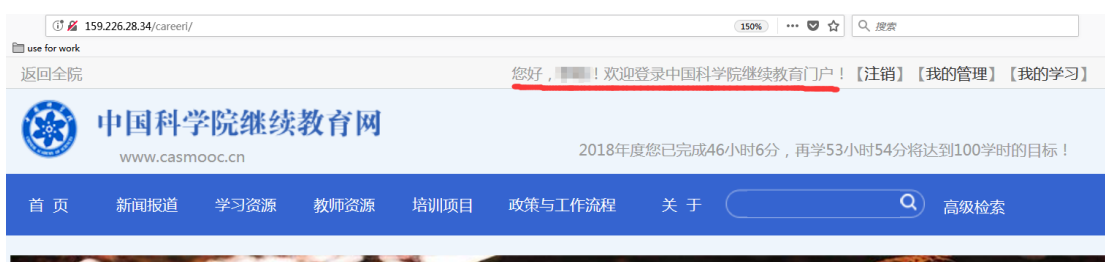 159.226.28.34/careeri/
150%
搜索
use for work
返回全院
您好， ！欢迎登录中国科学院继续教育门户！【注销】【我的管理】【我的学习】
中国科学院继续教育网
www.casmooc.cn
2018年度您已完成46小时6分，再学53小时54分将达到100学时的目标！
首 页 新闻报道 学习资源 教师资源 培训项目 政策与工作流程 关 于 高级检索